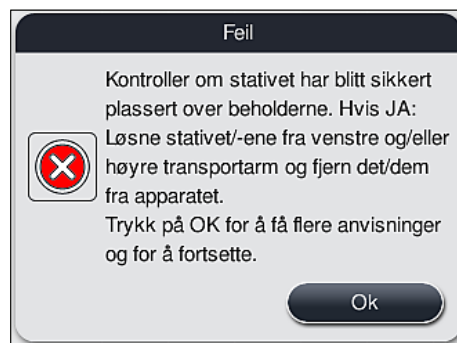 Feil
Kontroller om stativet har blitt sikkert
plassert over beholderne. Hvis JA:
Løsne stativet/-ene fra venstre og/eller
høyre transportarm og fjern det/dem
fra apparatet.
Trykk på OK for å få flere anvisninger
og for å fortsette.
Ok